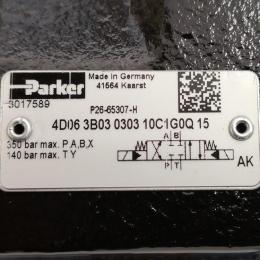 Parker
Made in Germany
41564 Kaarst
3017589
P26-65307-H
4D06 3B03 0303 10C1G0Q 15
350 bar max. P,A,B,X
140 bar max. T Y
A B
P T
AK